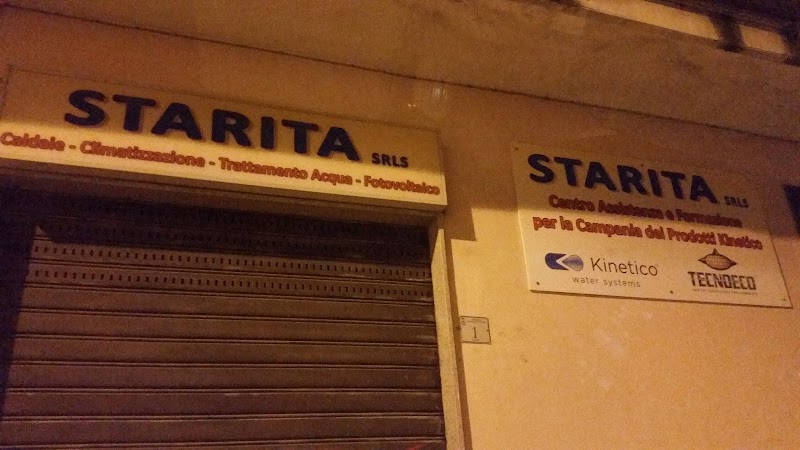 STARITA SRLS
Caldaie - Climatizzazione - Trattamento Acqua - Fotovoltaico
STARITA SRLS
Centro Assistenza e Formazione
per la Campania dei Prodotti Kinetico
Kinetico
water systems
TECNDECO
1